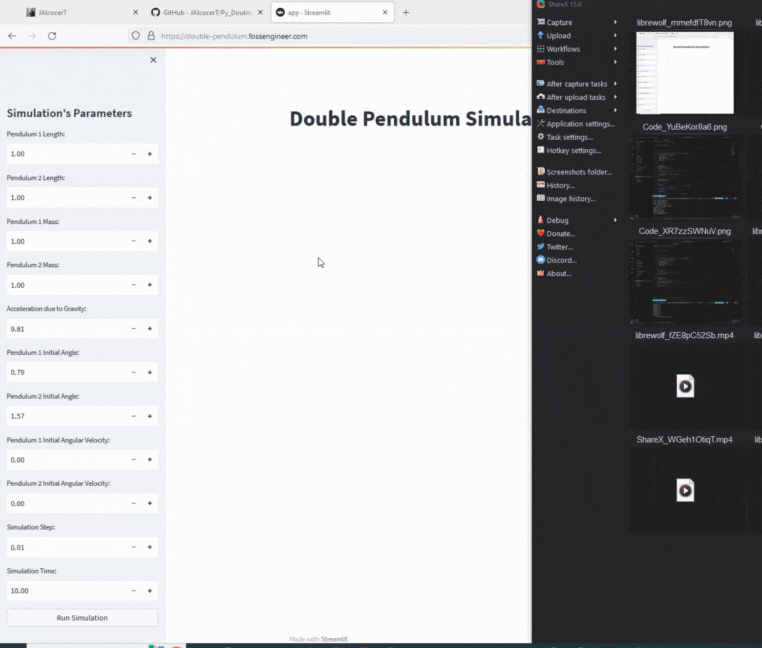 JAlcocerT
GitHub - JAlcocerT/Py_Double
app - Streamlit
https://double-pendulum.fossengineer.com
Simulation's Parameters
Pendulum 1 Length:
1.00
Pendulum 2 Length:
1.00
Pendulum 1 Mass:
1.00
Pendulum 2 Mass:
1.00
Acceleration due to Gravity:
9.81
Pendulum 1 Initial Angle:
0.79
Pendulum 2 Initial Angle:
1.57
Pendulum 1 Initial Angular Velocity:
0.00
Pendulum 2 Initial Angular Velocity:
0.00
Simulation Step:
0.01
Simulation Time:
10.00
Run Simulation
Double Pendulum Simula
Made with Streamlit
ShareX 15.0
Capture
Upload
Workflows
Tools
After capture tasks
After upload tasks
Destinations
Application settings...
Task settings...
Hotkey settings...
Screenshots folder...
History...
Image history...
Debug
Donate...
Twitter...
Discord...
About...
librewolf_mmefdfT8vn.png
Code_YuBeKor8a6.png
Code_XR7zzSWNuV.png
librewolf_fZE8pC52Sb.mp4
ShareX_WGeh1OtiqT.mp4